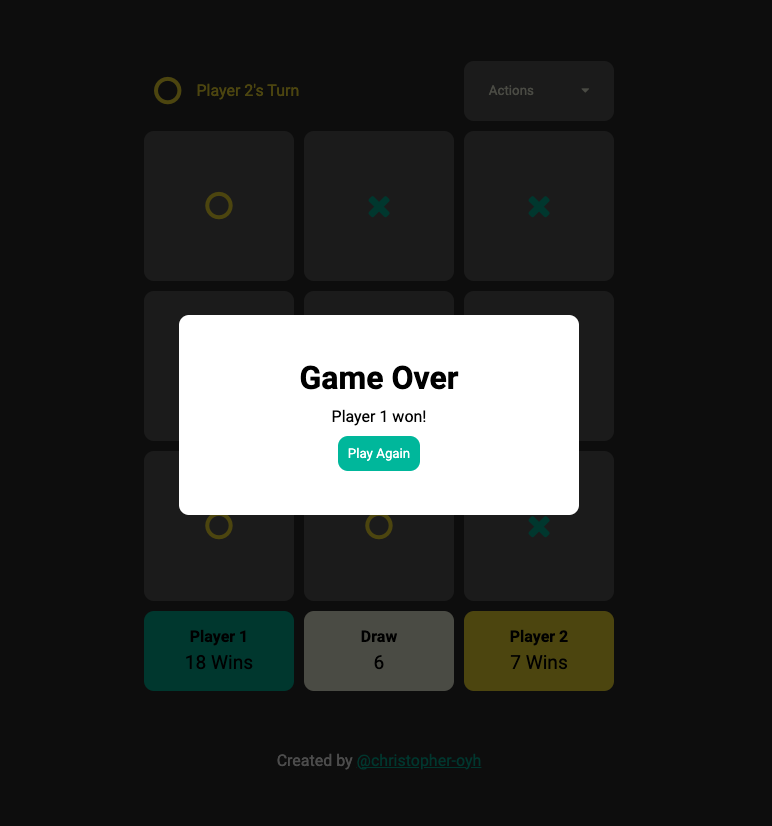 Player 2's Turn
Actions
Game Over
Player 1 won!
Play Again
Player 1
18 Wins
Draw
6
Player 2
7 Wins
Created by @christopher-oyh